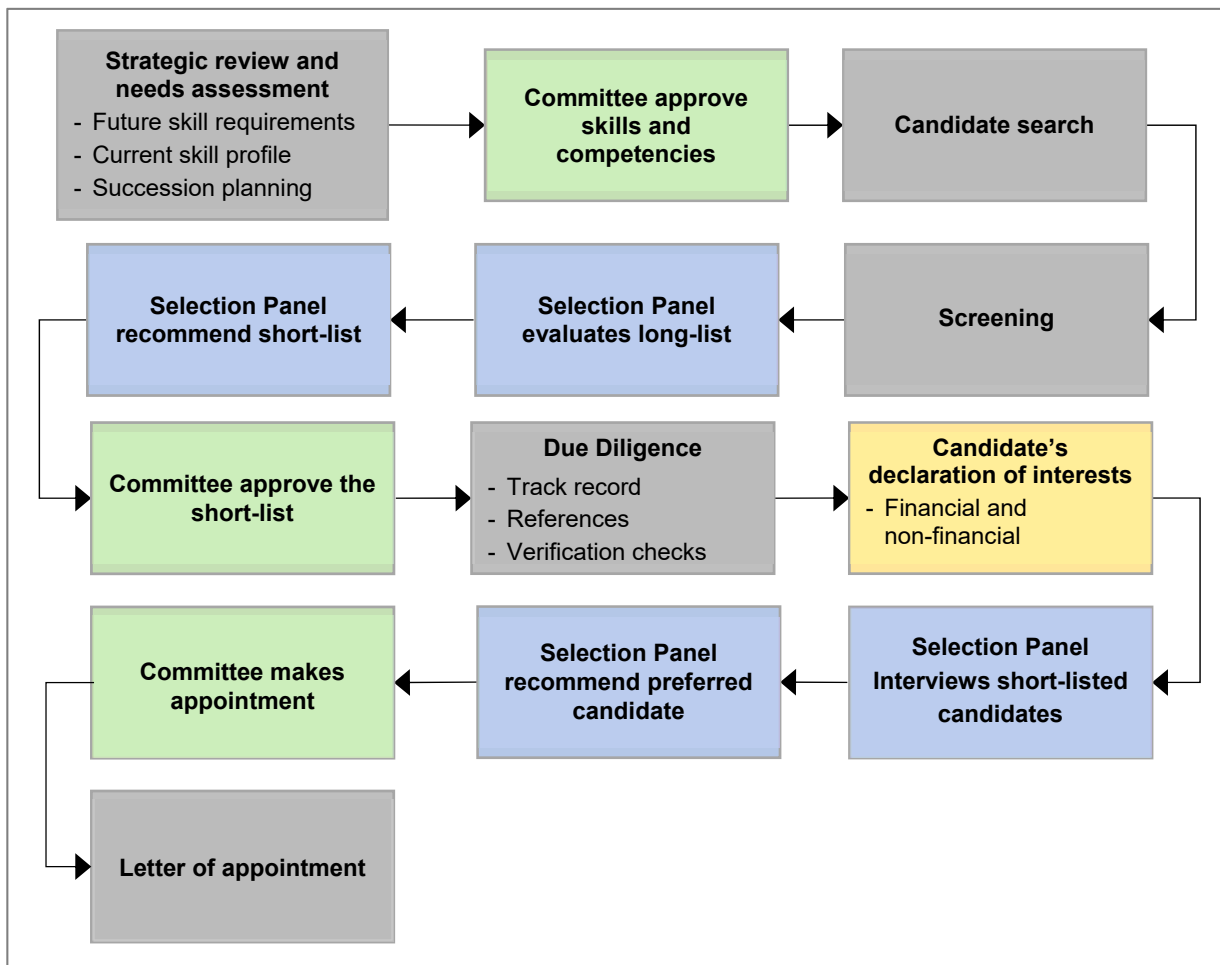 Strategic review and
needs assessment
- Future skill requirements
- Current skill profile
- Succession planning
Committee approve
skills and
competencies
Candidate search
Screening
Selection Panel
evaluates long-list
Selection Panel
recommend short-list
Committee approve the
short-list
Due Diligence
- Track record
- References
- Verification checks
Candidate’s
declaration of interests
- Financial and
non-financial
Selection Panel
Interviews short-listed
candidates
Selection Panel
recommend preferred
candidate
Committee makes
appointment
Letter of appointment